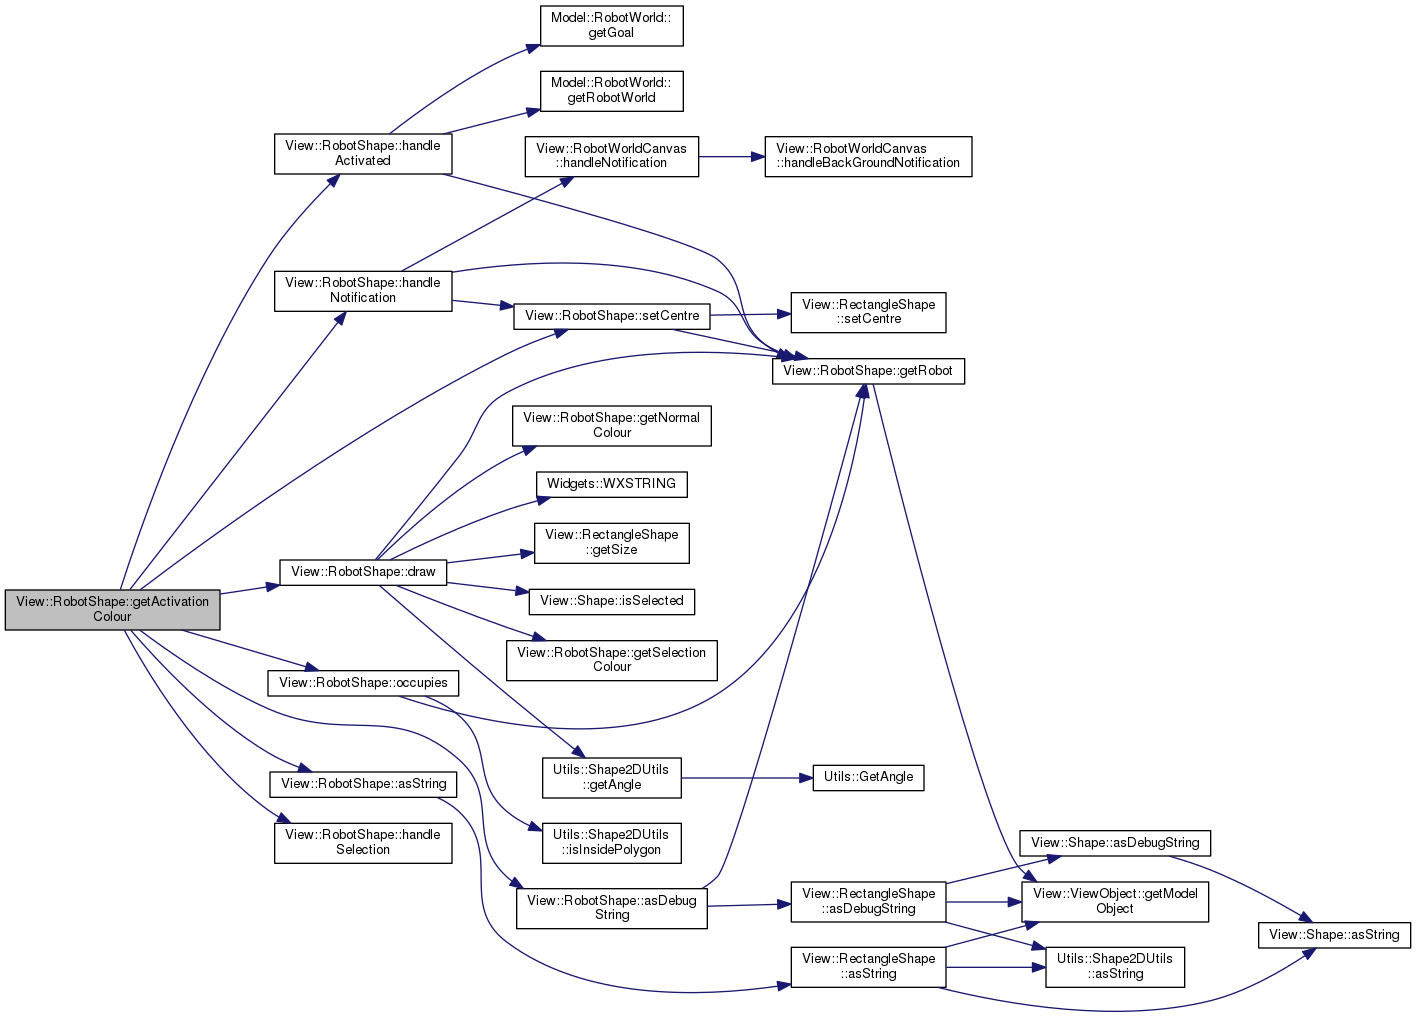 Model::RobotWorld::
getGoal
Model::RobotWorld::
getRobotWorld
View::RobotShape::handle
Activated
View::RobotWorldCanvas
::handleNotification
View::RobotWorldCanvas
::handleBackGroundNotification
View::RobotShape::handle
Notification
View::RobotShape::setCentre
View::RectangleShape
::setCentre
View::RobotShape::getRobot
View::RobotShape::getNormal
Colour
Widgets::WXSTRING
View::RectangleShape
::getSize
View::RobotShape::draw
View::Shape::isSelected
View::RobotShape::getActivation
Colour
View::RobotShape::getSelection
Colour
View::RobotShape::occupies
Utils::Shape2DUtils
::getAngle
Utils::GetAngle
View::RobotShape::asString
View::RobotShape::handle
Selection
Utils::Shape2DUtils
::isInsidePolygon
View::Shape::asDebugString
View::RobotShape::asDebug
String
View::RectangleShape
::asDebugString
View::ViewObject::getModel
Object
View::Shape::asString
View::RectangleShape
::asString
Utils::Shape2DUtils
::asString